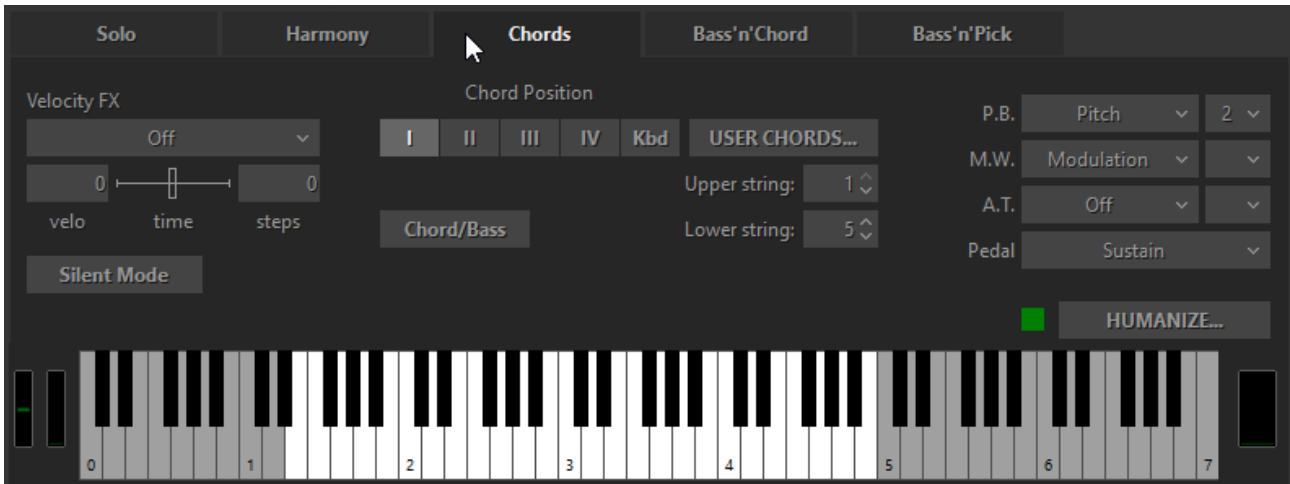 Solo Harmony Chords Bass'n'Chord Bass'n'Pick
Velocity FX
Off
0 0
velo time steps
Silent Mode
Chord Position
I II III IV Kbd USER CHORDS...
Upper string: 1
Chord/Bass Lower string: 5
P.B. Pitch 2
M.W. Modulation
A.T. Off
Pedal Sustain
HUMANIZE...
0 1 2 3 4 5 6 7